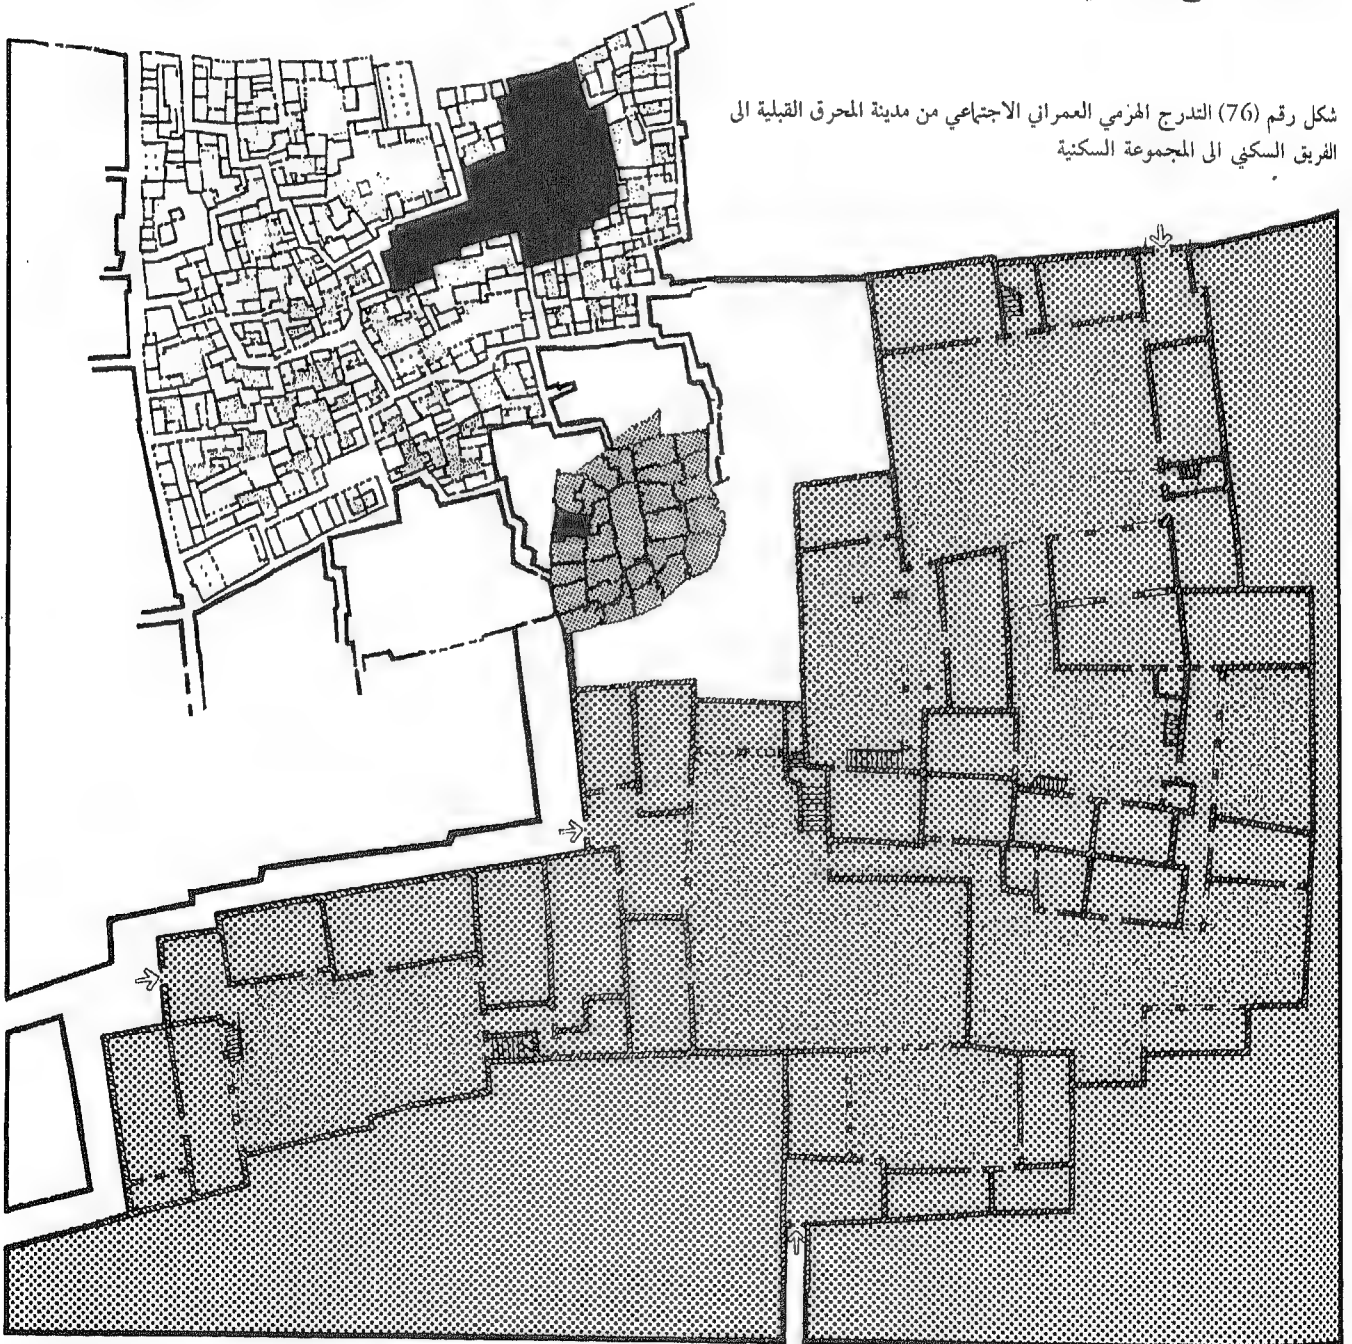 شكل رقم (76) التدرج الهرمي العمراني الاجتماعي من مدينة المحرق القبلية الى
الفريق السكني الى المجموعة السكنية